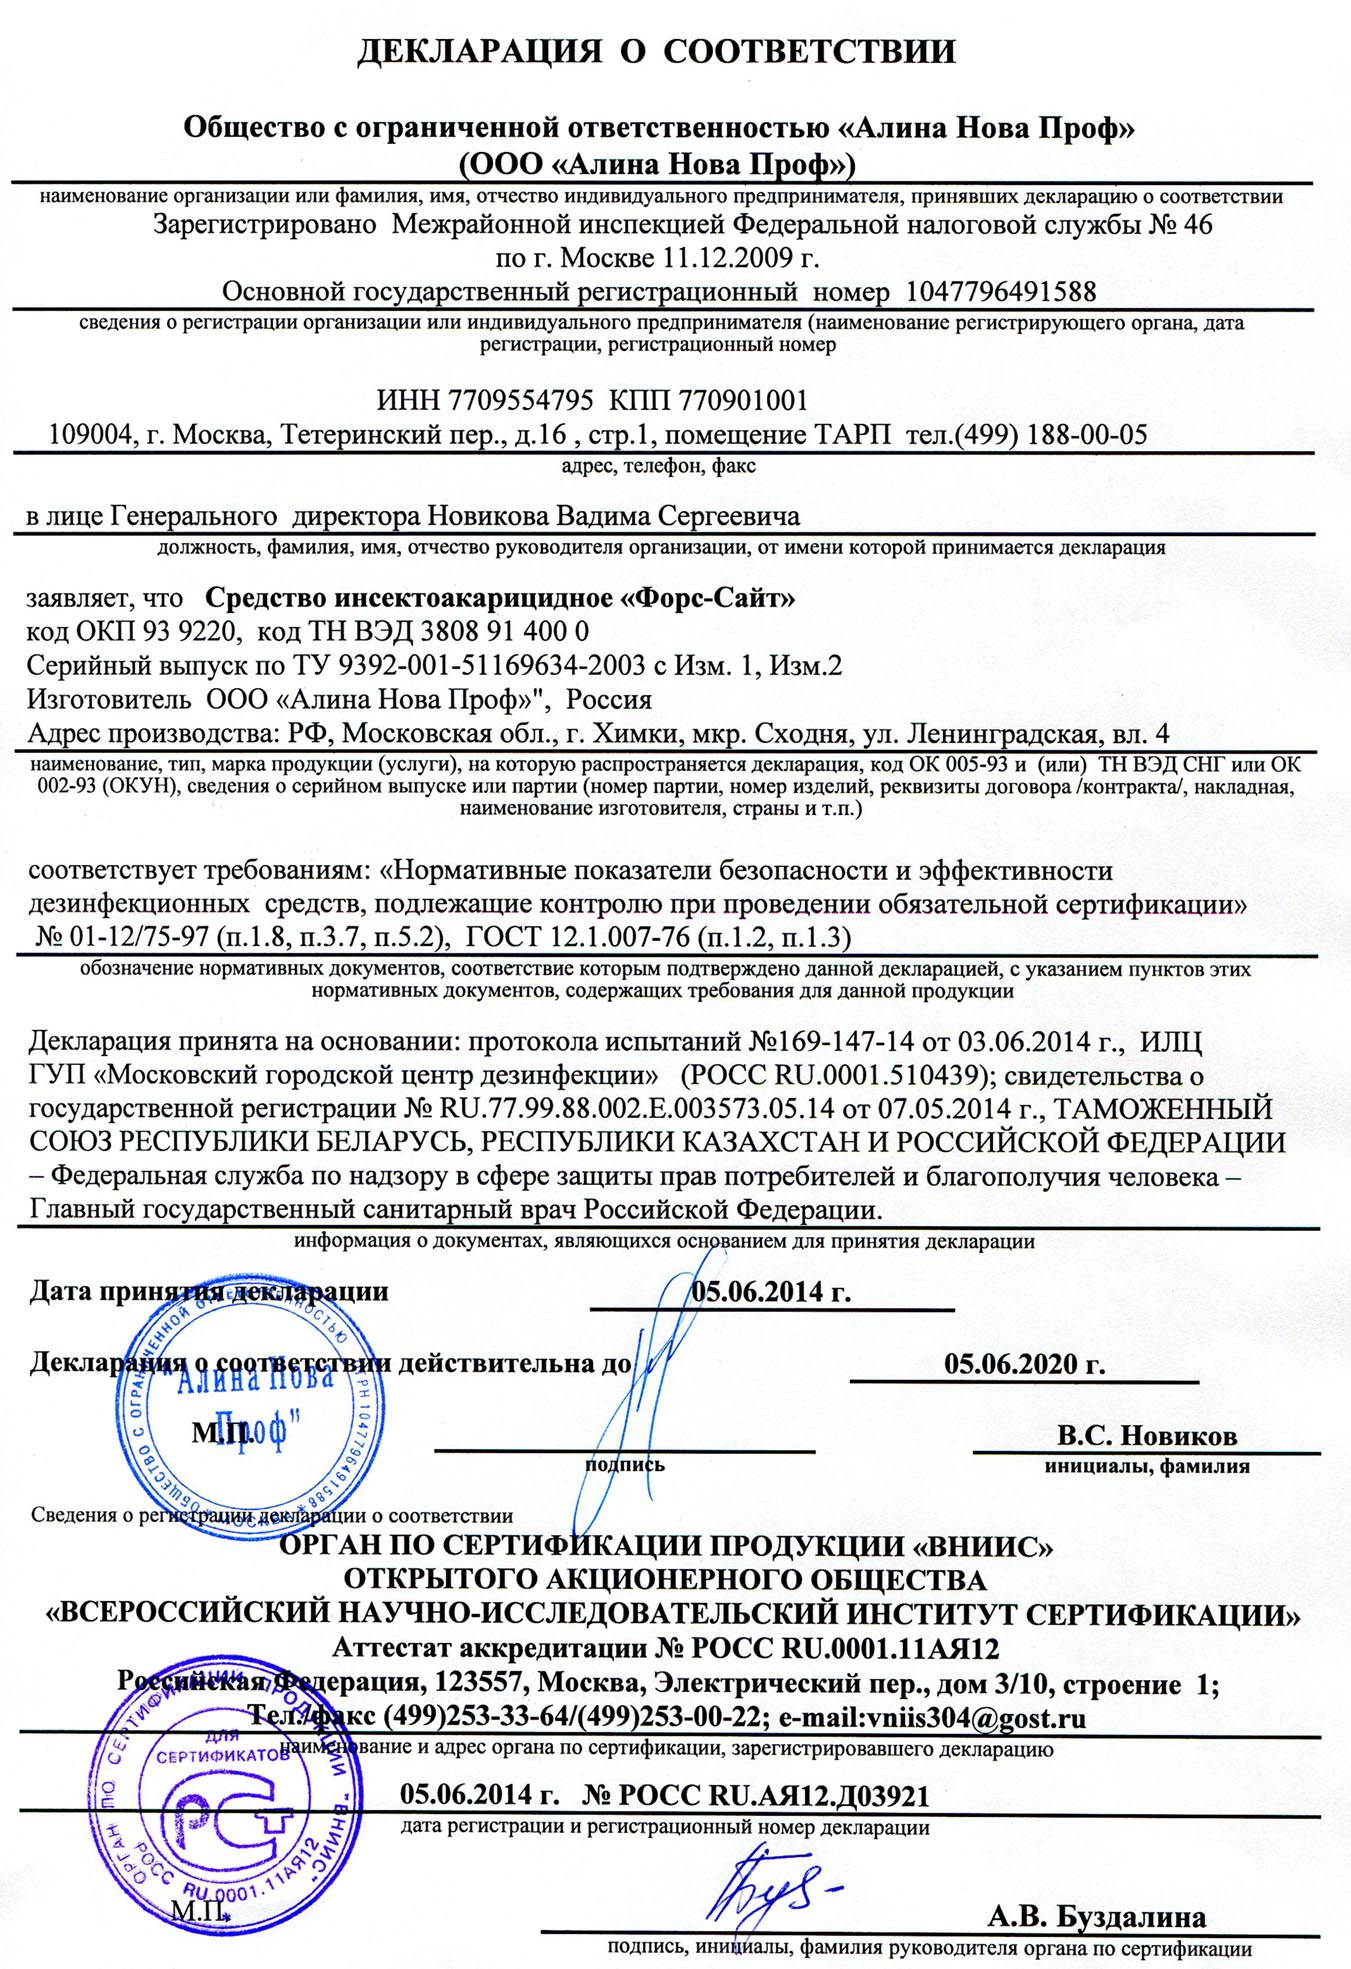 ДЕКЛАРАЦИЯ О СООТВЕТСТВИИ
Общество с ограниченной ответственностью «Алина Нова Проф»
(ООО «Алина Нова Проф»)
наименование организации или фамилия, имя, отчество индивидуального предпринимателя, принявших декларацию о соответствии
Зарегистрировано Межрайонной инспекцией Федеральной налоговой службы № 46
по г. Москве 11.12.2009 г.
Основной государственный регистрационный номер 1047796491588
сведения о регистрации организации или индивидуального предпринимателя (наименование регистрирующего органа, дата
регистрации, регистрационный номер
ИНН 7709554795 КПП 770901001
109004, г. Москва, Тетеринский пер., д.16 , стр.1, помещение ТАРП тел.(499) 188-00-05
адрес, телефон, факс
в лице Генерального директора Новикова Вадима Сергеевича
должность, фамилия, имя, отчество руководителя организации, от имени которой принимается декларация
заявляет, что Средство инсектоакарицидное «Форс-Сайт»
код ОКП 93 9220, код ТН ВЭД 3808 91 400 0
Серийный выпуск по ТУ 9392-001-51169634-2003 с Изм. 1, Изм.2
Изготовитель ООО «Алина Нова Проф»", Россия
Адрес производства: РФ, Московская обл., г. Химки, мкр. Сходня, ул. Ленинградская, вл. 4
наименование, тип, марка продукции (услуги), на которую распространяется декларация, код ОК 005-93 и (или) ТН ВЭД СНГ или ОК
002-93 (ОКУН), сведения о серийном выпуске или партии (номер партии, номер изделий, реквизиты договора /контракта/, накладная,
наименование изготовителя, страны и т.п.)
соответствует требованиям: «Нормативные показатели безопасности и эффективности
дезинфекционных средств, подлежащие контролю при проведении обязательной сертификации»
№ 01-12/75-97 (п.1.8, п.3.7, п.5.2), ГОСТ 12.1.007-76 (п.1.2, п.1.3)
обозначение нормативных документов, соответствие которым подтверждено данной декларацией, с указанием пунктов этих
нормативных документов, содержащих требования для данной продукции
Декларация принята на основании: протокола испытаний №169-147-14 от 03.06.2014 г., ИЛЦ
ГУП «Московский городской центр дезинфекции» (РОСС RU.0001.510439); свидетельства о
государственной регистрации № RU.77.99.88.002.E.003573.05.14 от 07.05.2014 г., ТАМОЖЕННЫЙ
СОЮЗ РЕСПУБЛИКИ БЕЛАРУСЬ, РЕСПУБЛИКИ КАЗАХСТАН И РОССИЙСКОЙ ФЕДЕРАЦИИ
– Федеральная служба по надзору в сфере защиты прав потребителей и благополучия человека –
Главный государственный санитарный врач Российской Федерации.
информация о документах, являющихся основанием для принятия декларации
Дата принятия декларации 05.06.2014 г.
Декларация о соответствии действительна до 05.06.2020 г.
ОБЩЕСТВО С ОГРАНИЧЕННОЙ ОТВЕТСТВЕННОСТЬЮ ОГРН 1047796491588 * МОСКВА *
"Алина Нова
Проф"
М.П.
В.С. Новиков
подпись
инициалы, фамилия
Сведения о регистрации декларации о соответствии
ОРГАН ПО СЕРТИФИКАЦИИ ПРОДУКЦИИ «ВНИИС»
ОТКРЫТОГО АКЦИОНЕРНОГО ОБЩЕСТВА
«ВСЕРОССИЙСКИЙ НАУЧНО-ИССЛЕДОВАТЕЛЬСКИЙ ИНСТИТУТ СЕРТИФИКАЦИИ»
Аттестат аккредитации № РОСС RU.0001.11АЯ12
Российская Федерация, 123557, Москва, Электрический пер., дом 3/10, строение 1;
Тел./факс (499)253-33-64/(499)253-00-22; e-mail:vniis304@gost.ru
наименование и адрес органа по сертификации, зарегистрировавшего декларацию
05.06.2014 г. № РОСС RU.АЯ12.Д03921
дата регистрации и регистрационный номер декларации
ОРГАН ПО СЕРТИФИКАЦИИ ПРОДУКЦИИ "ВНИИС"
ДЛЯ
СЕРТИФИКАТОВ
РСТ
РОСС RU.0001.11АЯ12
М.П.
А.В. Буздалина
подпись, инициалы, фамилия руководителя органа по сертификации